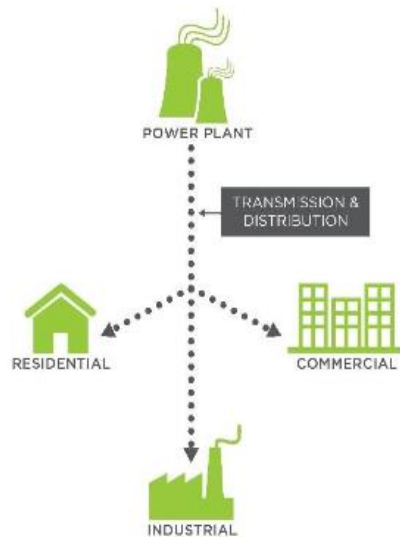 POWER PLANT
TRANSMISSION &
DISTRIBUTION
RESIDENTIAL
COMMERCIAL
INDUSTRIAL